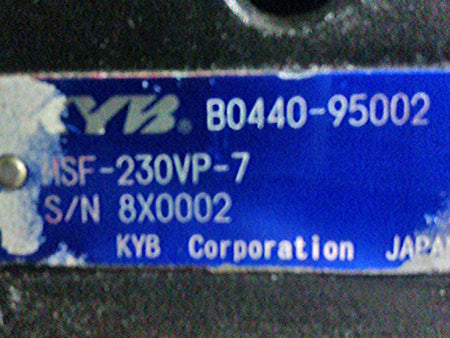 KYB® B0440-95002
MSF-230VP-7
S/N 8X0002
KYB Corporation JAPAN